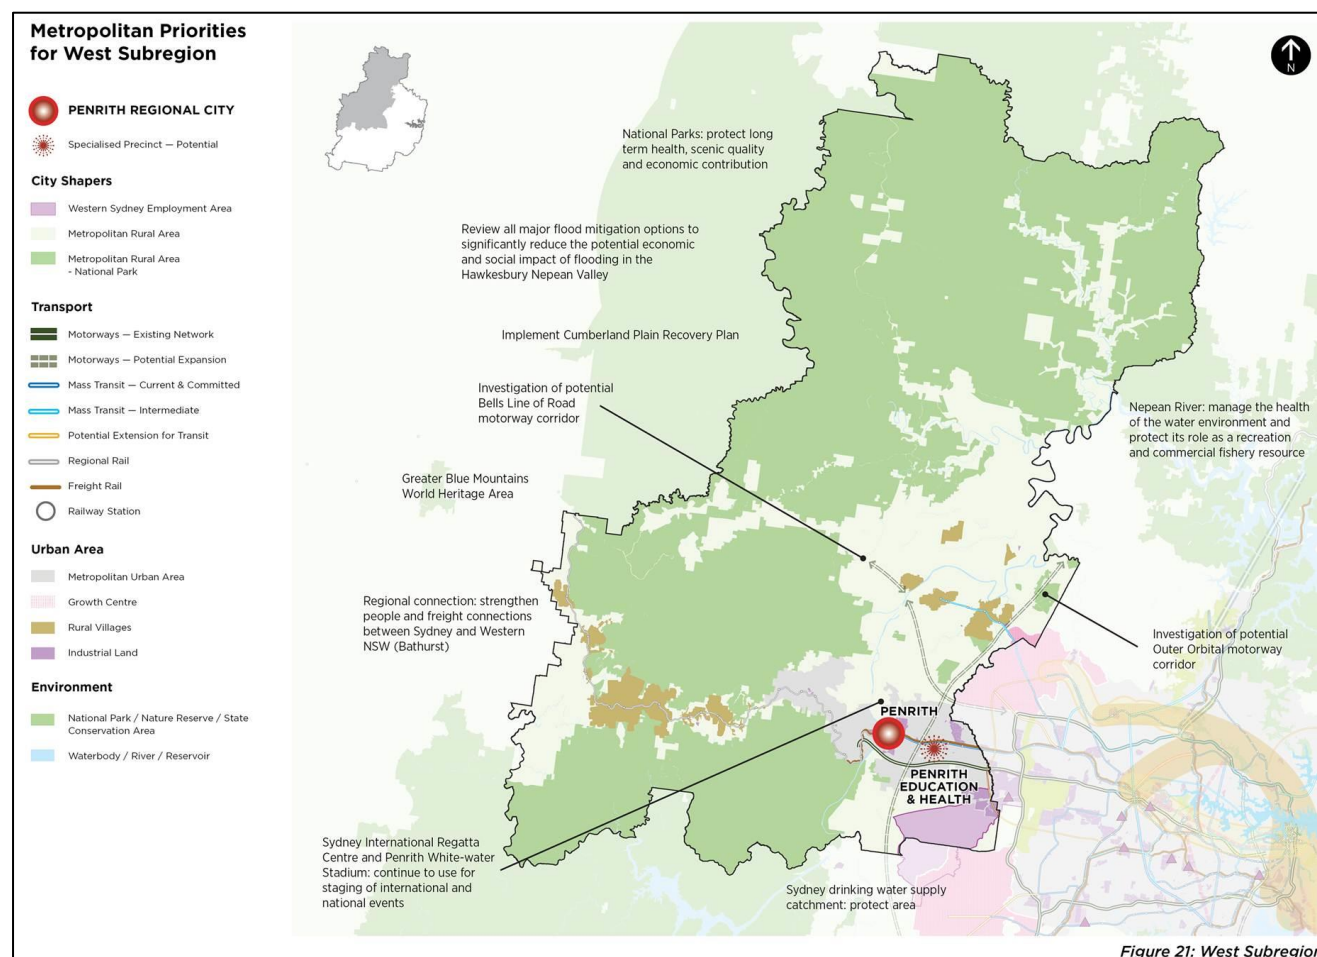 Metropolitan Priorities
for West Subregion
PENRITH REGIONAL CITY
Specialised Precinct — Potential
City Shapers
Western Sydney Employment Area
Metropolitan Rural Area
Metropolitan Rural Area
- National Park
Transport
Motorways — Existing Network
Motorways — Potential Expansion
Mass Transit — Current & Committed
Mass Transit — Intermediate
Potential Extension for Transit
Regional Rail
Freight Rail
Railway Station
Urban Area
Metropolitan Urban Area
Growth Centre
Rural Villages
Industrial Land
Environment
National Park / Nature Reserve / State
Conservation Area
Waterbody / River / Reservoir
N
National Parks: protect long
term health, scenic quality
and economic contribution
Review all major flood mitigation options to
significantly reduce the potential economic
and social impact of flooding in the
Hawkesbury Nepean Valley
Implement Cumberland Plain Recovery Plan
Investigation of potential
Bells Line of Road
motorway corridor
Nepean River: manage the health
of the water environment and
protect its role as a recreation
and commercial fishery resource
Greater Blue Mountains
World Heritage Area
Regional connection: strengthen
people and freight connections
between Sydney and Western
NSW (Bathurst)
Investigation of potential
Outer Orbital motorway
corridor
PENRITH
PENRITH
EDUCATION
& HEALTH
Sydney International Regatta
Centre and Penrith White-water
Stadium: continue to use for
staging of international and
national events
Sydney drinking water supply
catchment: protect area
Figure 21: West Subregion